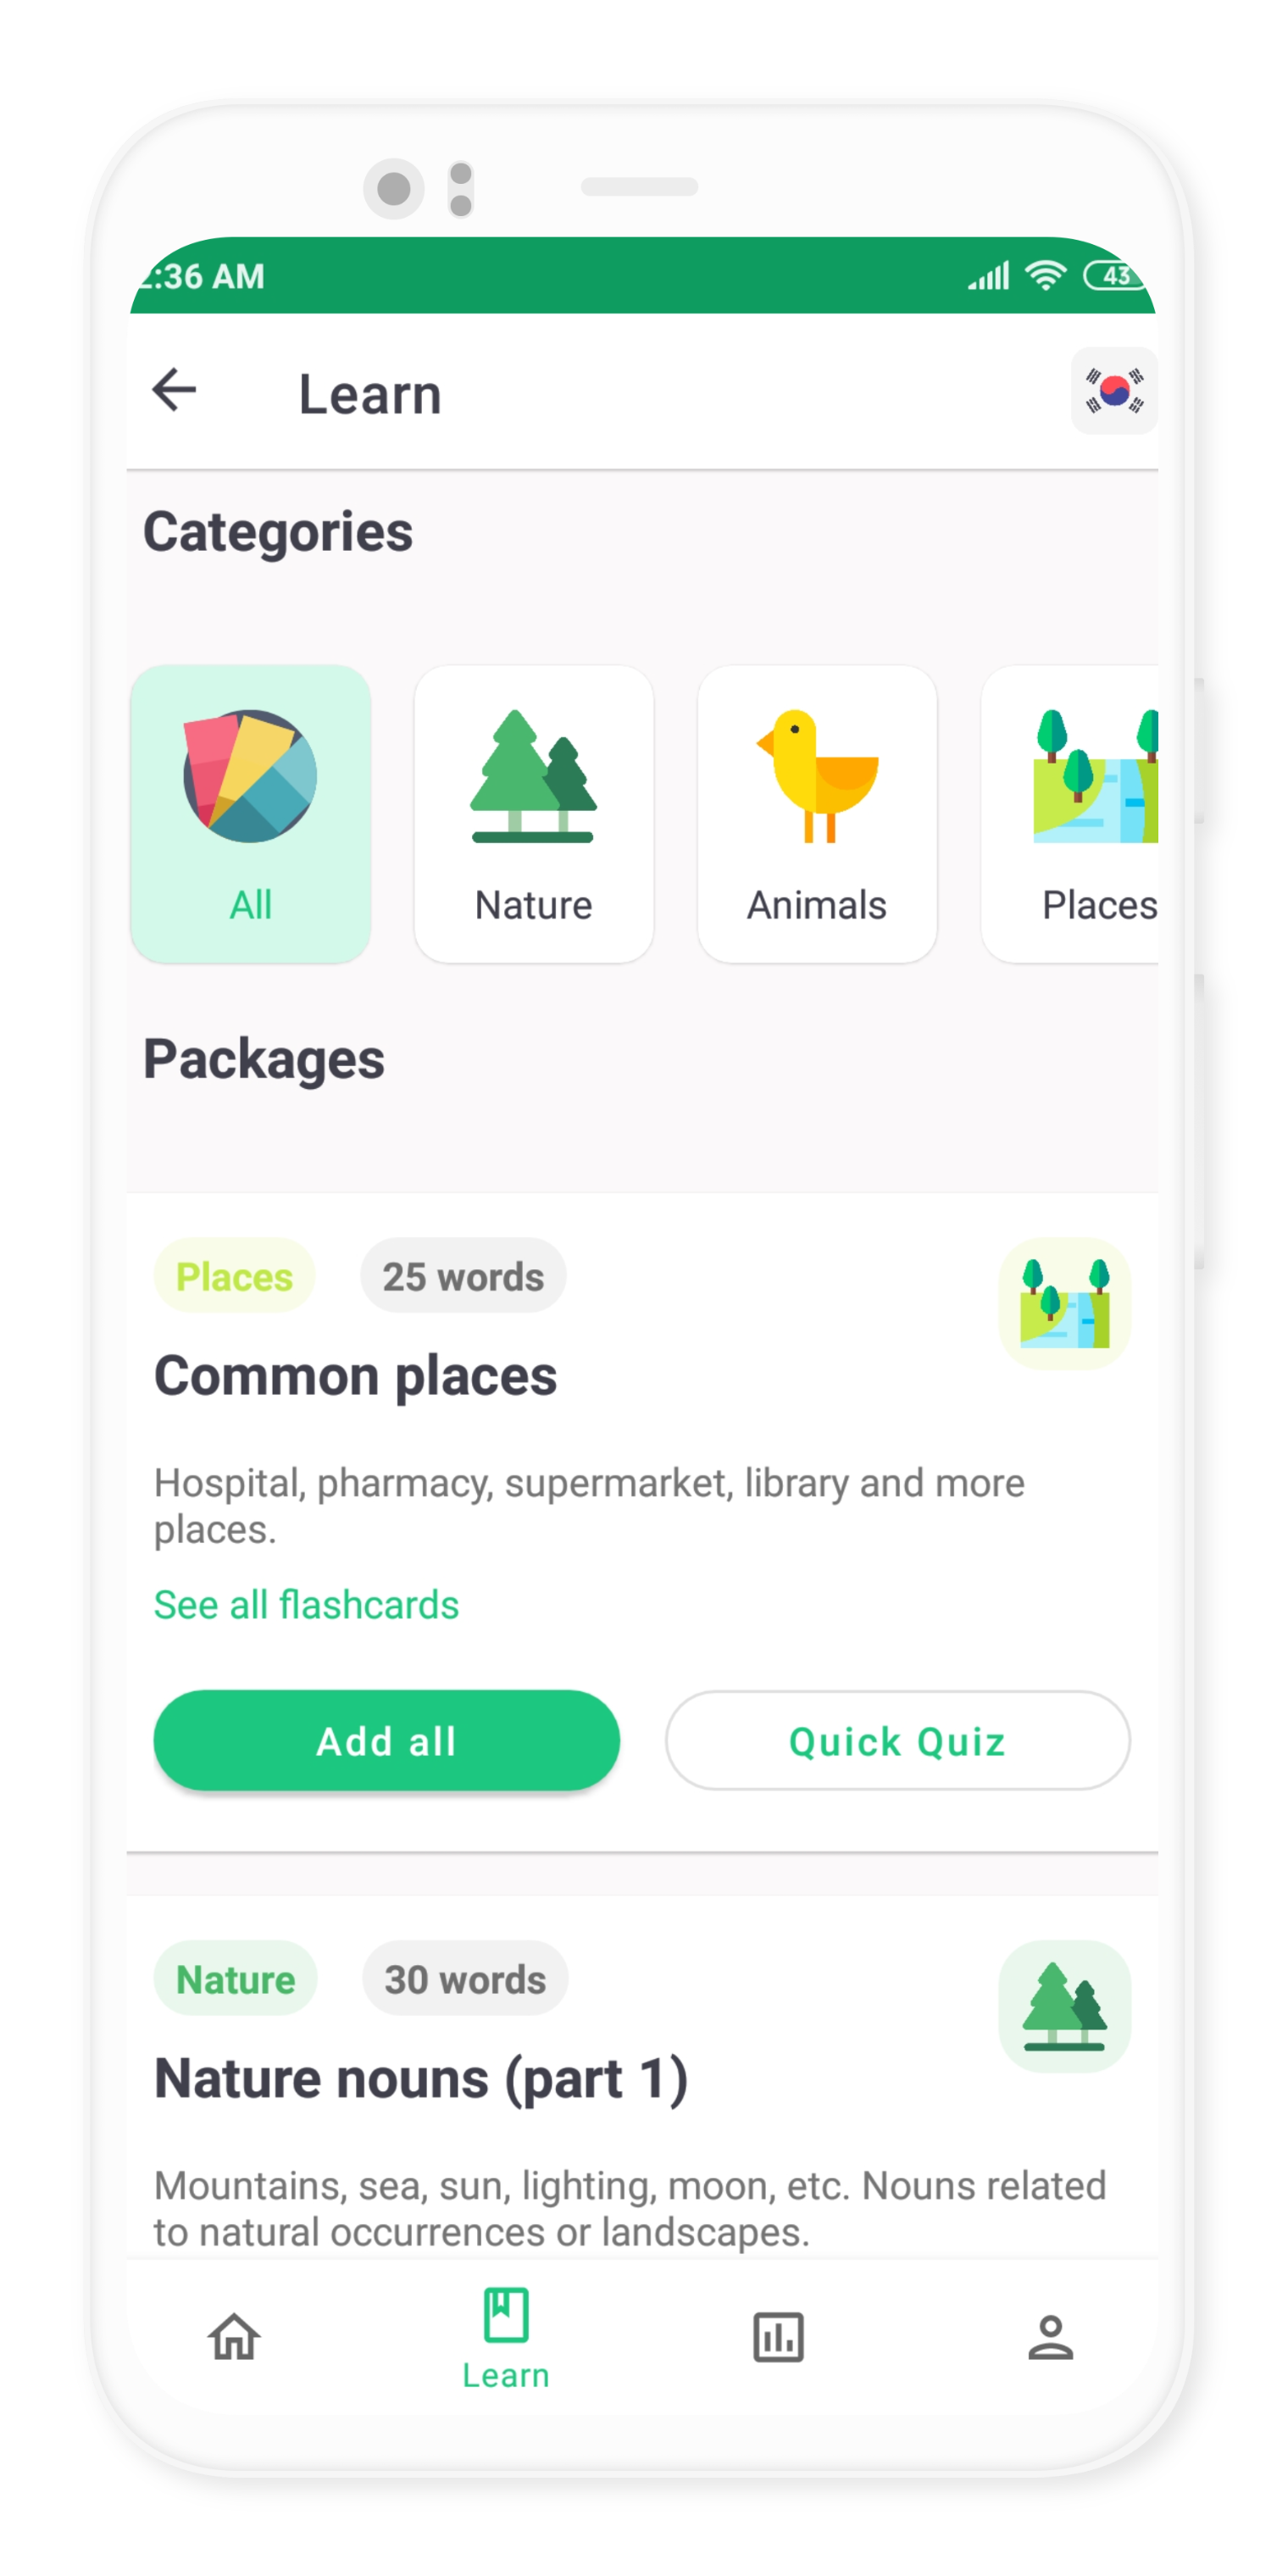 :36 AM
43
Learn
Categories
All
Nature
Animals
Places
Packages
Places
25 words
Common places
Hospital, pharmacy, supermarket, library and more
places.
See all flashcards
Add all
Quick Quiz
Nature
30 words
Nature nouns (part 1)
Mountains, sea, sun, lighting, moon, etc. Nouns related
to natural occurrences or landscapes.
Learn